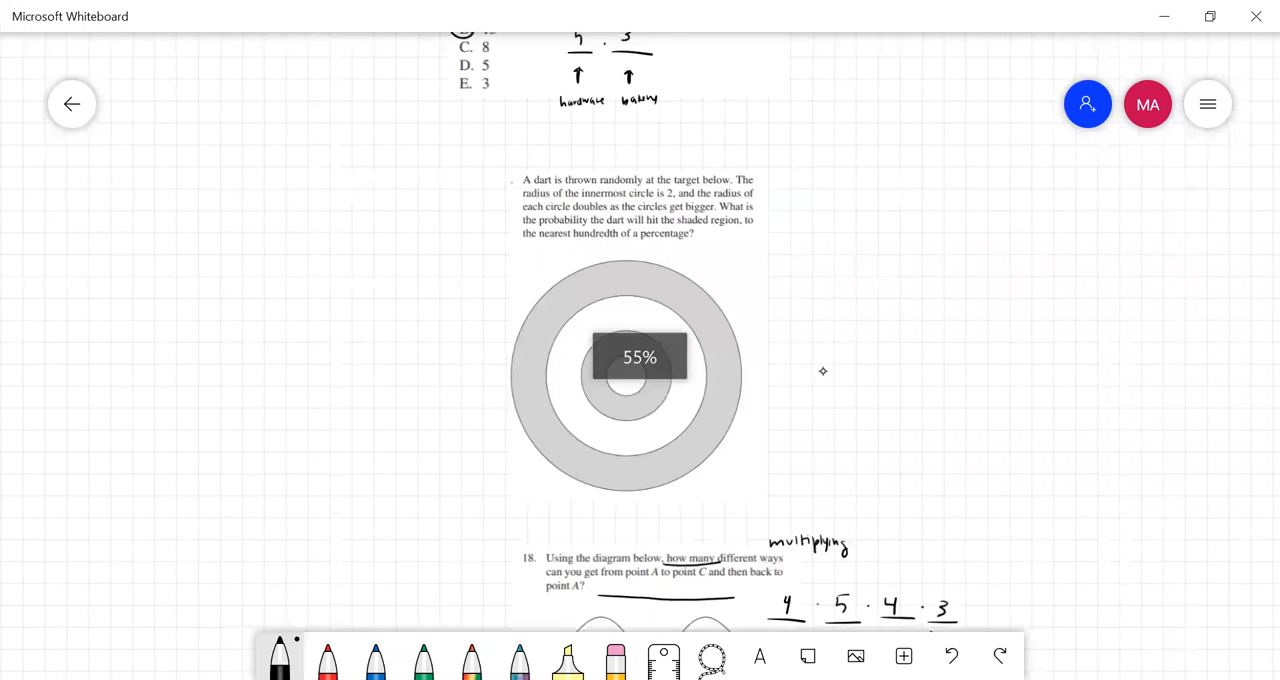 Microsoft Whiteboard
C. 8
D. 5
E. 3
hardware bakery
MA
A dart is thrown randomly at the target below. The
radius of the innermost circle is 2, and the radius of
each circle doubles as the circles get bigger. What is
the probability the dart will hit the shaded region, to
the nearest hundredth of a percentage?
55%
multiplying
18. Using the diagram below, how many different ways
can you get from point A to point C and then back to
point A?
4 · 5 · 4 · 3
A